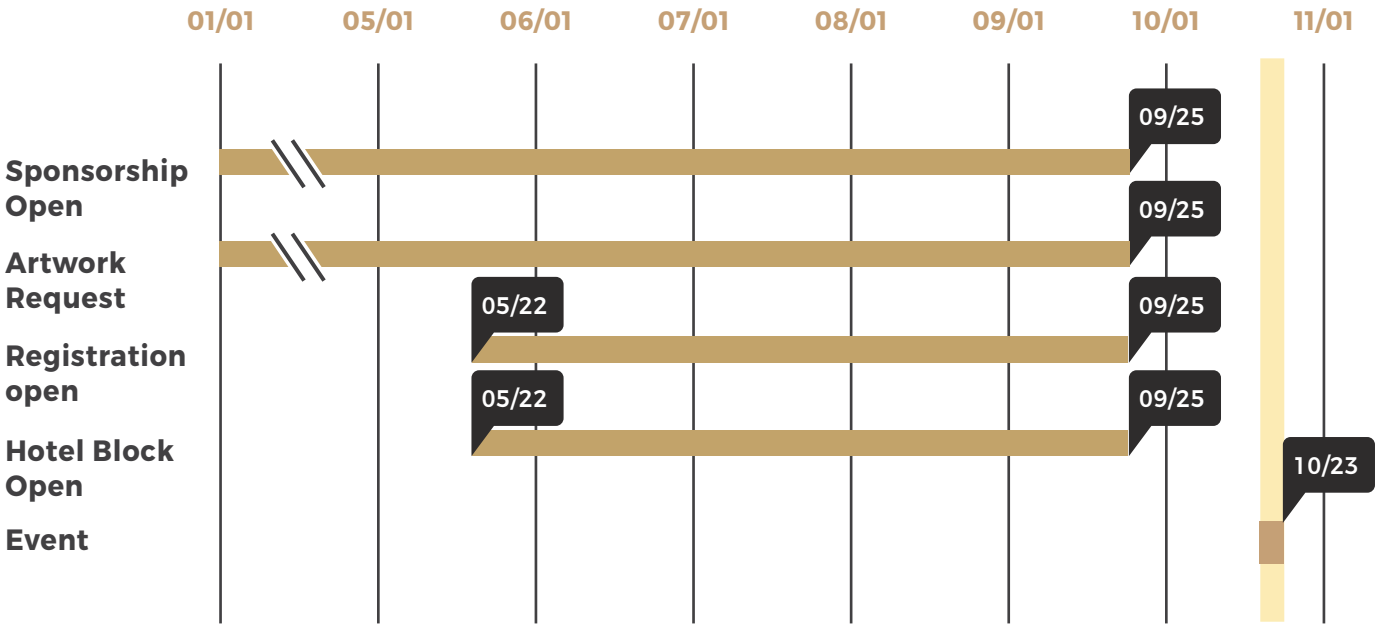 01/01 05/01 06/01 07/01 08/01 09/01 10/01 11/01
09/25
Sponsorship
Open
09/25
Artwork
Request
05/22 09/25
Registration
open
05/22 09/25
Hotel Block
Open
10/23
Event